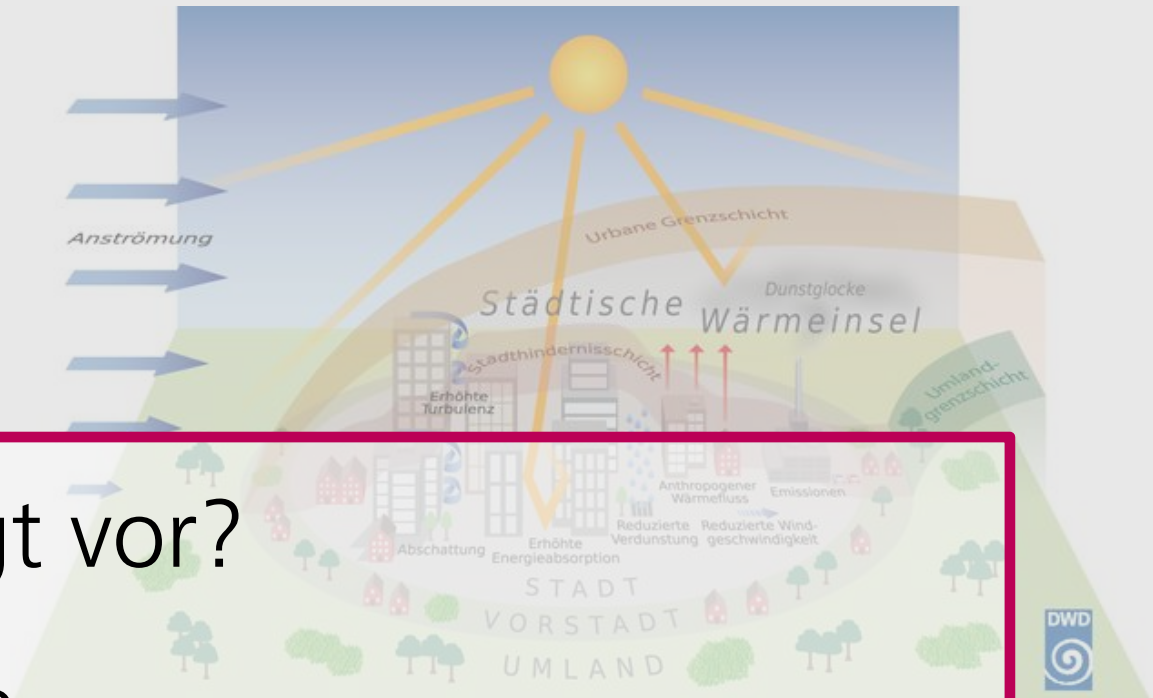 Anströmung
Urbane Grenzschicht
Städtische
Dunstglocke
Wärmeinsel
Stadthindernisschicht
Umland-
grenzschicht
Erhöhte
Turbulenz
gt vor?
Anthropogener
Wärmefluss
Emissionen
Reduzierte
Verdunstung
Reduzierte Wind-
geschwindigkeit
Abschattung
Erhöhte
Energieabsorption
STADT
VORSTADT
UMLAND
DWD